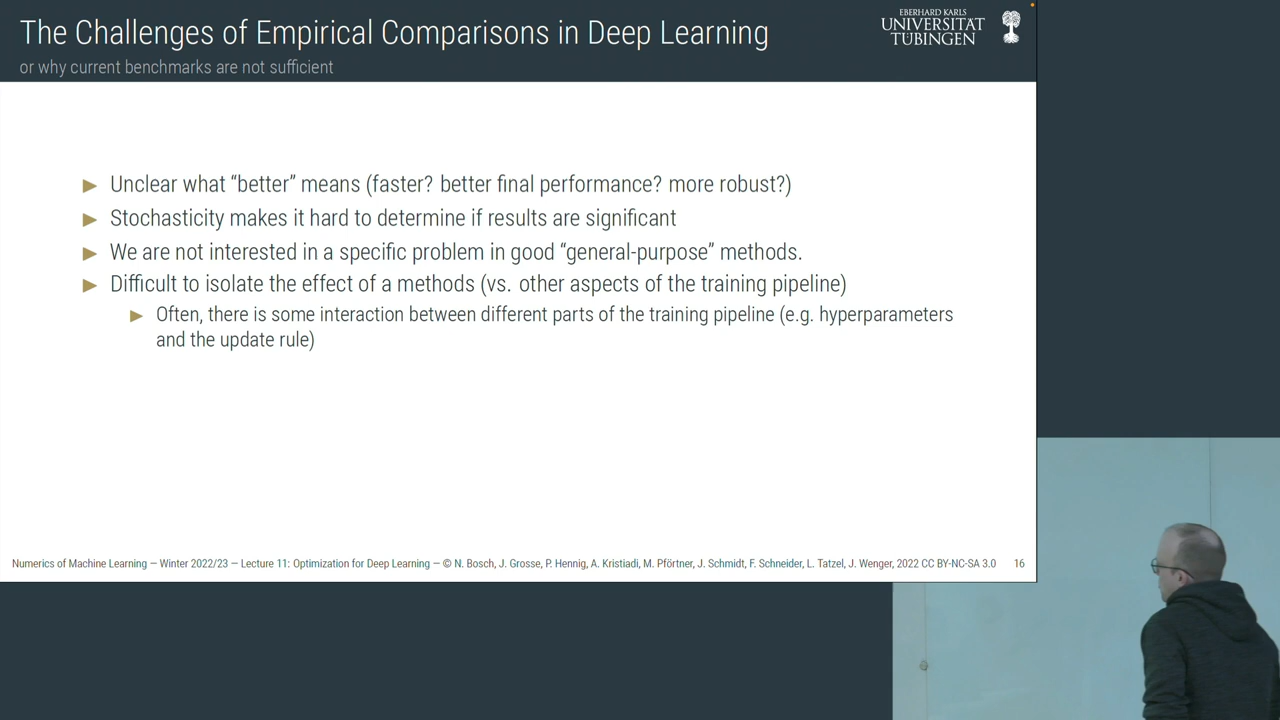 The Challenges of Empirical Comparisons in Deep Learning
or why current benchmarks are not sufficient
EBERHARD KARLS
UNIVERSITÄT
TÜBINGEN
▶ Unclear what “better” means (faster? better final performance? more robust?)
▶ Stochasticity makes it hard to determine if results are significant
▶ We are not interested in a specific problem in good “general-purpose” methods.
▶ Difficult to isolate the effect of a methods (vs. other aspects of the training pipeline)
▶ Often, there is some interaction between different parts of the training pipeline (e.g. hyperparameters
and the update rule)
Numerics of Machine Learning — Winter 2022/23 — Lecture 11: Optimization for Deep Learning — © N. Bosch, J. Grosse, P. Hennig, A. Kristiadi, M. Pförtner, J. Schmidt, F. Schneider, L. Tatzel, J. Wenger, 2022 CC BY-NC-SA 3.0 16